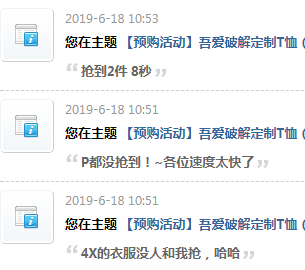 2019-6-18 10:53
您在主题 【预购活动】吾爱破解定制T恤（
“ 抢到2件 8秒 ”
2019-6-18 10:51
您在主题 【预购活动】吾爱破解定制T恤（
“ P都没抢到！~各位速度太快了 ”
2019-6-18 10:51
您在主题 【预购活动】吾爱破解定制T恤（
“ 4X的衣服没人和我抢，哈哈 ”